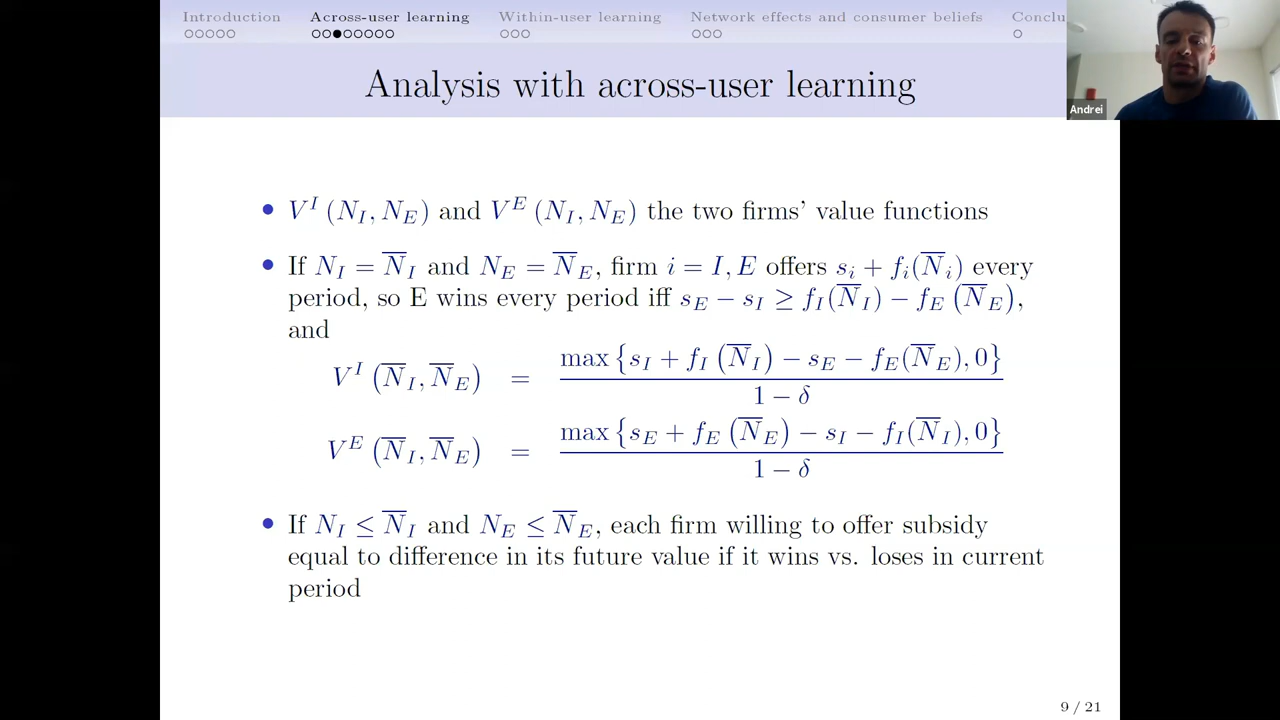 Introduction Across-user learning Within-user learning Network effects and consumer beliefs Conclu
Analysis with across-user learning
Andrei
• V^I (N_I, N_E) and V^E (N_I, N_E) the two firms' value functions
• If N_I = N̅_I and N_E = N̅_E, firm i = I, E offers s_i + f_i(N̅_i) every
period, so E wins every period iff s_E − s_I ≥ f_I(N̅_I) − f_E (N̅_E),
and
V^I (N̅_I, N̅_E) = max {s_I + f_I (N̅_I) − s_E − f_E(N̅_E), 0} / 1 − δ
V^E (N̅_I, N̅_E) = max {s_E + f_E (N̅_E) − s_I − f_I(N̅_I), 0} / 1 − δ
• If N_I ≤ N̅_I and N_E ≤ N̅_E, each firm willing to offer subsidy
equal to difference in its future value if it wins vs. loses in current
period
9 / 21